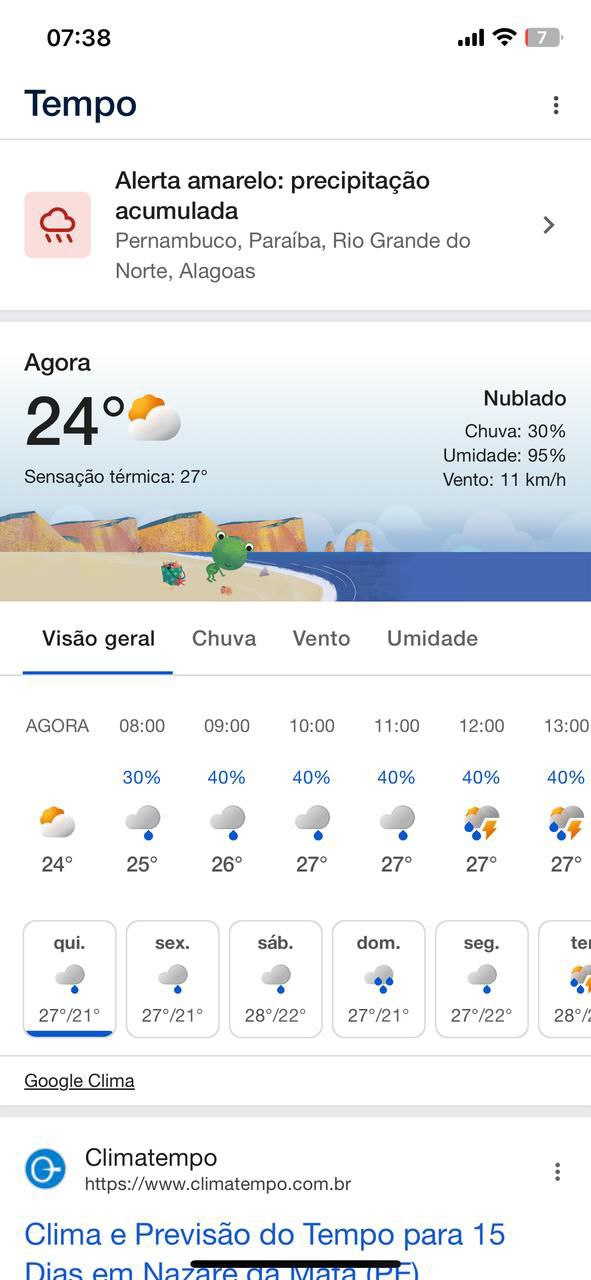 07:38
7
Tempo
Alerta amarelo: precipitação
acumulada
Pernambuco, Paraíba, Rio Grande do
Norte, Alagoas
Agora
24°
Sensação térmica: 27°
Nublado
Chuva: 30%
Umidade: 95%
Vento: 11 km/h
Visão geral Chuva Vento Umidade
AGORA 08:00 09:00 10:00 11:00 12:00 13:00
30% 40% 40% 40% 40% 40%
24° 25° 26° 27° 27° 27° 27°
qui. sex. sáb. dom. seg. ter
27°/21° 27°/21° 28°/22° 27°/21° 27°/22° 28°/
Google Clima
Climatempo
https://www.climatempo.com.br
Clima e Previsão do Tempo para 15
Dias em Nazaré da Mata (PE)